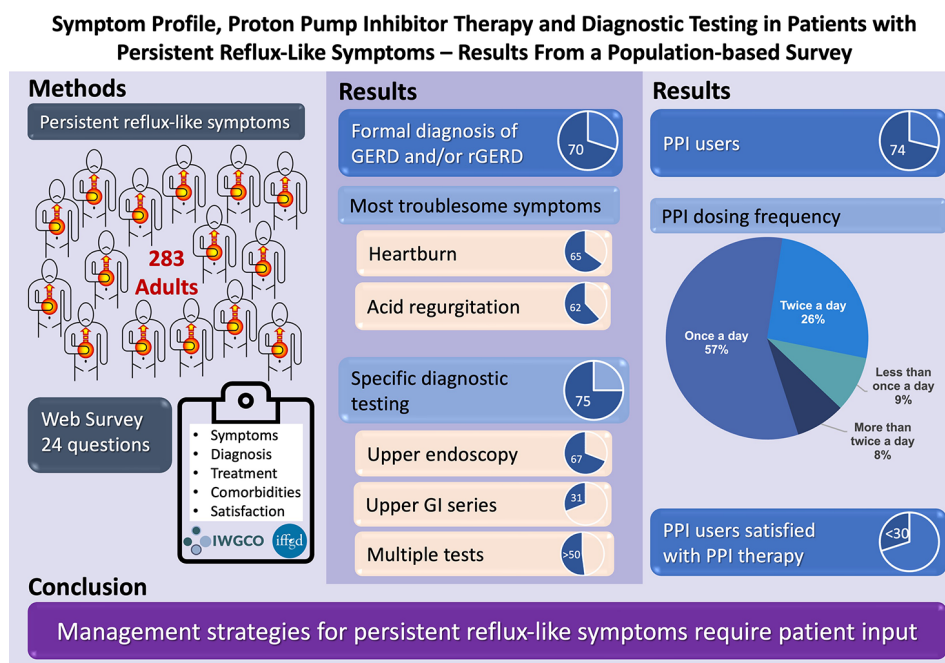 Symptom Profile, Proton Pump Inhibitor Therapy and Diagnostic Testing in Patients with
Persistent Reflux-Like Symptoms – Results From a Population-based Survey
Methods
Persistent reflux-like symptoms
283
Adults
Web Survey
24 questions
• Symptoms
• Diagnosis
• Treatment
• Comorbidities
• Satisfaction
IWGCO
iffgd
Results
Formal diagnosis of
GERD and/or rGERD
70
Most troublesome symptoms
Heartburn
65
Acid regurgitation
62
Specific diagnostic
testing
75
Upper endoscopy
67
Upper GI series
31
Multiple tests
>50
Results
PPI users
74
PPI dosing frequency
Twice a day
26%
Once a day
57%
Less than
once a day
9%
More than
twice a day
8%
PPI users satisfied
with PPI therapy
<30
Conclusion
Management strategies for persistent reflux-like symptoms require patient input